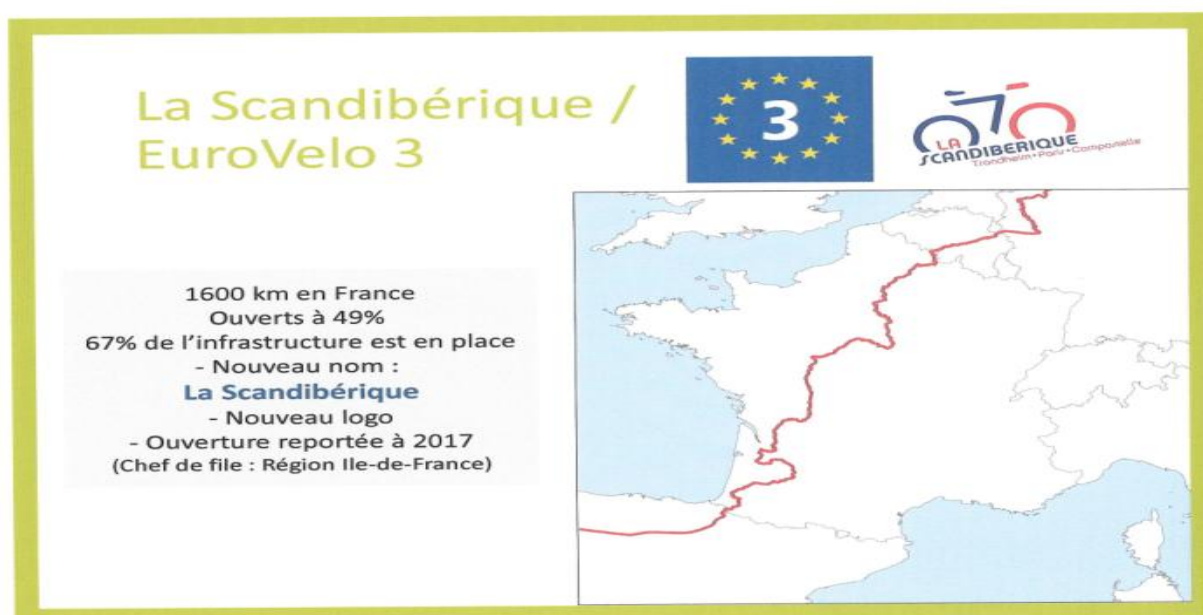 La Scandibérique /
EuroVelo 3
3
LA
SCANDIBERIQUE
Trondheim•Paris•Compostelle
1600 km en France
Ouverts à 49%
67% de l'infrastructure est en place
- Nouveau nom :
La Scandibérique
- Nouveau logo
- Ouverture reportée à 2017
(Chef de file : Région Ile-de-France)